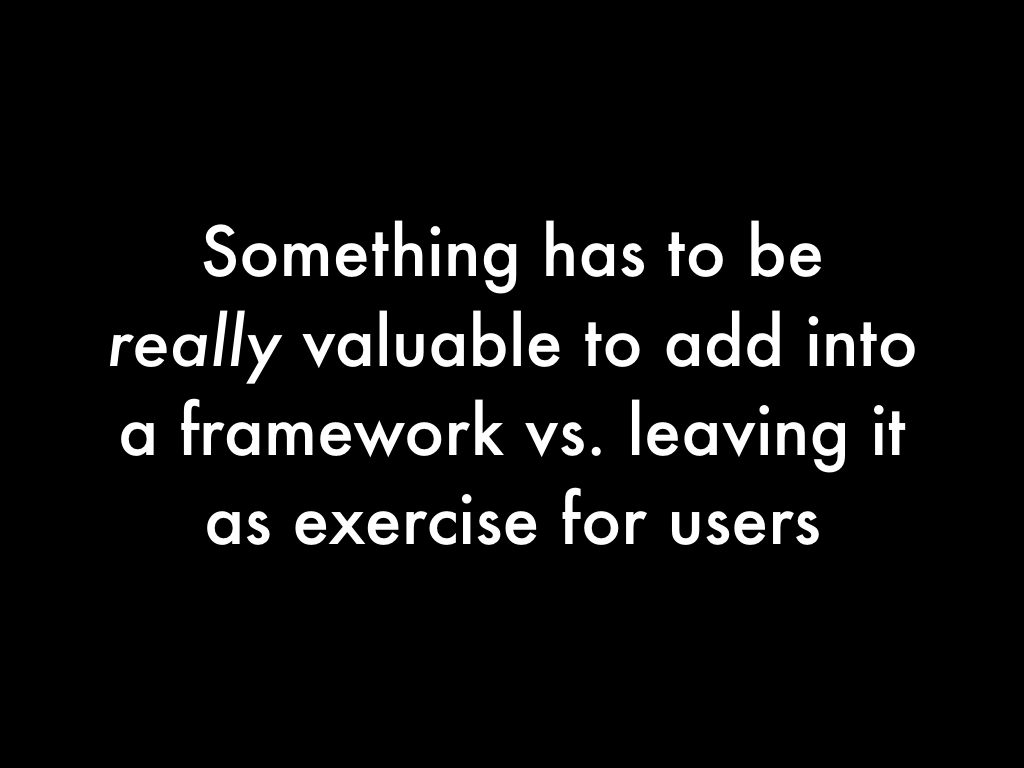 Something has to be
really valuable to add into
a framework vs. leaving it
as exercise for users